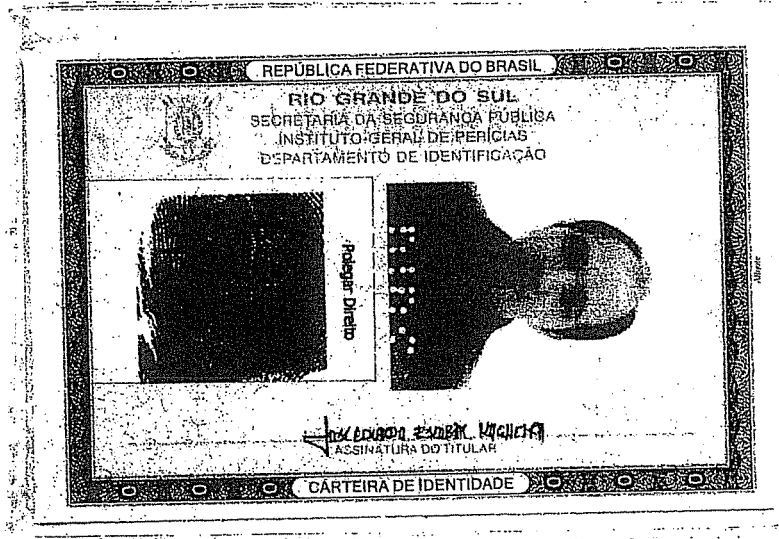 REPÚBLICA FEDERATIVA DO BRASIL
RIO GRANDE DO SUL
SECRETARIA DA SEGURANÇA PÚBLICA
INSTITUTO-GERAL DE PERÍCIAS
DEPARTAMENTO DE IDENTIFICAÇÃO
Polegar Direito
ASSINATURA DO TITULAR
CARTEIRA DE IDENTIDADE